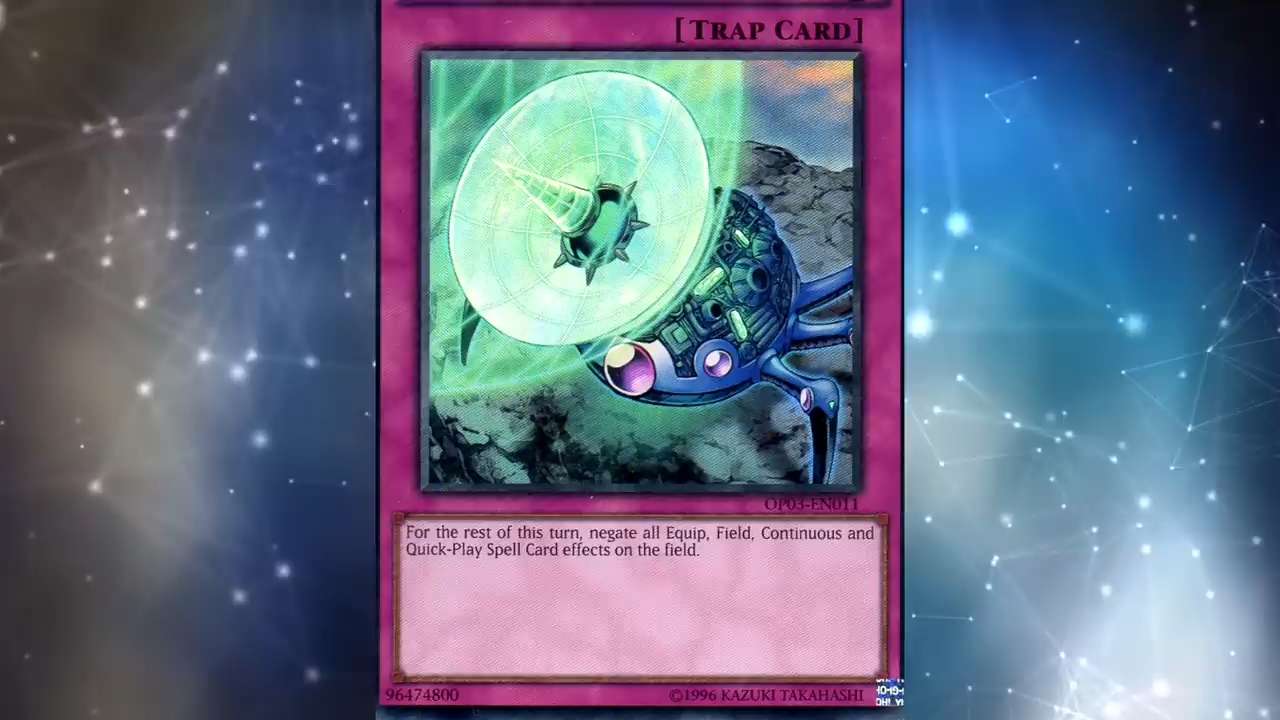 [TRAP CARD]
OP03-EN011
For the rest of this turn, negate all Equip, Field, Continuous and
Quick-Play Spell Card effects on the field.
96474800
©1996 KAZUKI TAKAHASHI